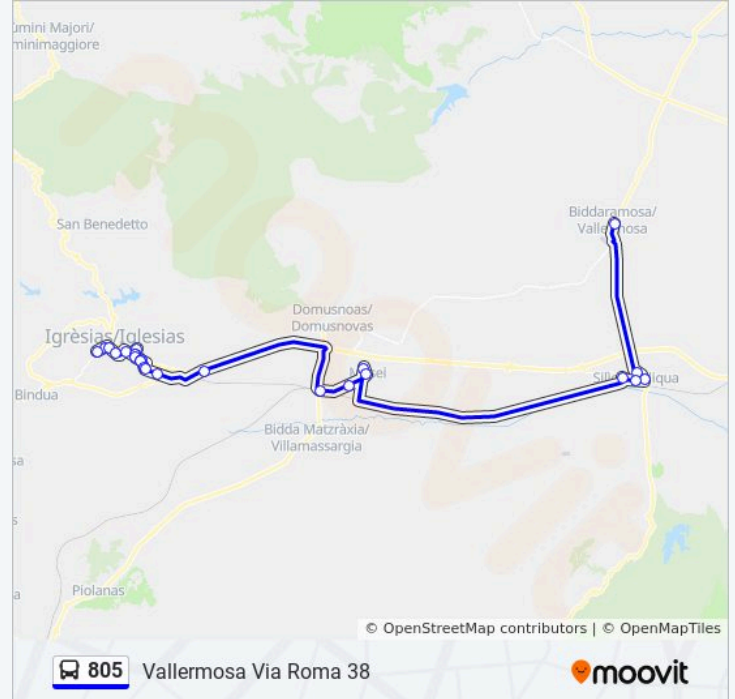 umini Majori/
minimaggiore
San Benedetto
Biddaramosa/
Domusnoas/
Domusnovas
Igrèsias/Iglesias
Bindua
Bidda Matzràxia/
Villamassargia
sa
s
a
Piolanas
© OpenStreetMap contributors | © OpenMapTiles
805
Vallermosa Via Roma 38
moovit